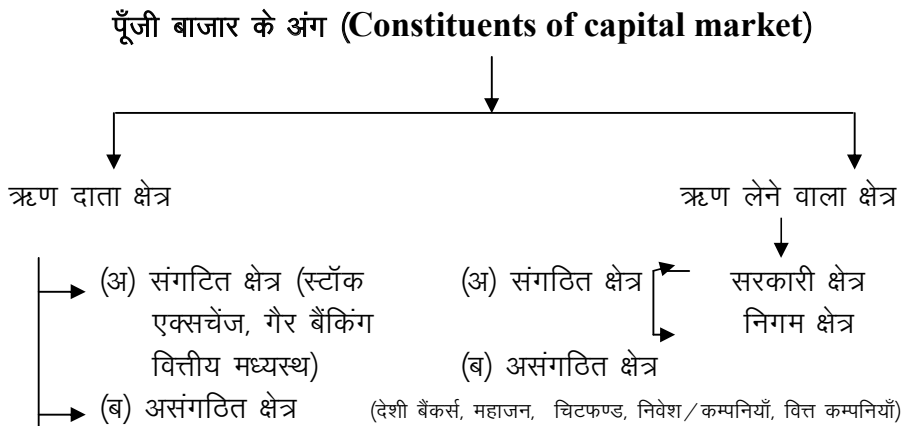 पूँजी बाजार के अंग (Constituents of capital market)
ऋण दाता क्षेत्र
ऋण लेने वाला क्षेत्र
(अ) संगटित क्षेत्र (स्टॉक
एक्सचेंज, गैर बैंकिंग
वित्तीय मध्यस्थ)
(ब) असंगठित क्षेत्र
(अ) संगठित क्षेत्र
(ब) असंगठित क्षेत्र
सरकारी क्षेत्र
निगम क्षेत्र
(देशी बैंकर्स, महाजन, चिटफण्ड, निवेश/कम्पनियाँ, वित्त कम्पनियाँ)